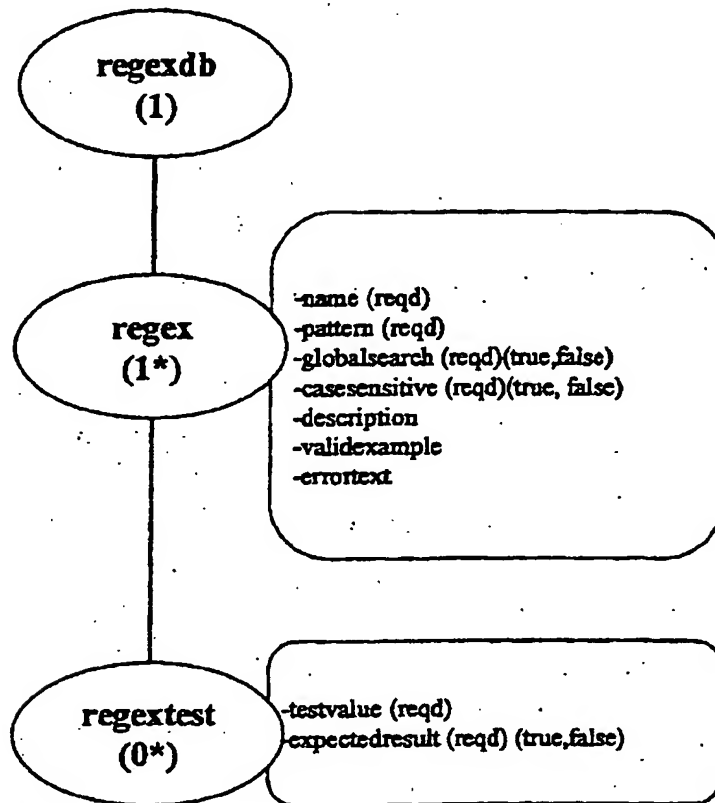 regexdb
(1)
regex
(1*)
-name (reqd)
-pattern (reqd)
-globalsearch (reqd)(true,false)
-casesensitive (reqd)(true, false)
-description
-validexample
-errortext
regextest
(0*)
-testvalue (reqd)
-expectedresult (reqd) (true,false)